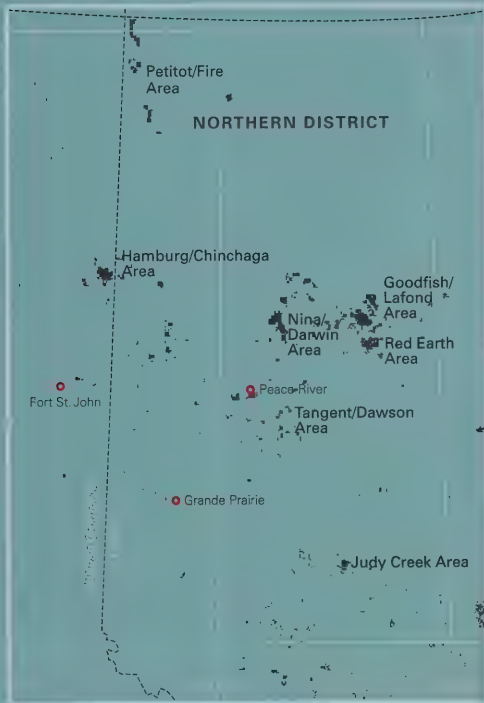 Petitot/Fire
Area
NORTHERN DISTRICT
Hamburg/Chinchaga
Area
Goodfish/
Lafond
Area
Nina/
Darwin
Area
Red Earth
Area
Peace River
Fort St. John
Tangent/Dawson
Area
Grande Prairie
Judy Creek Area